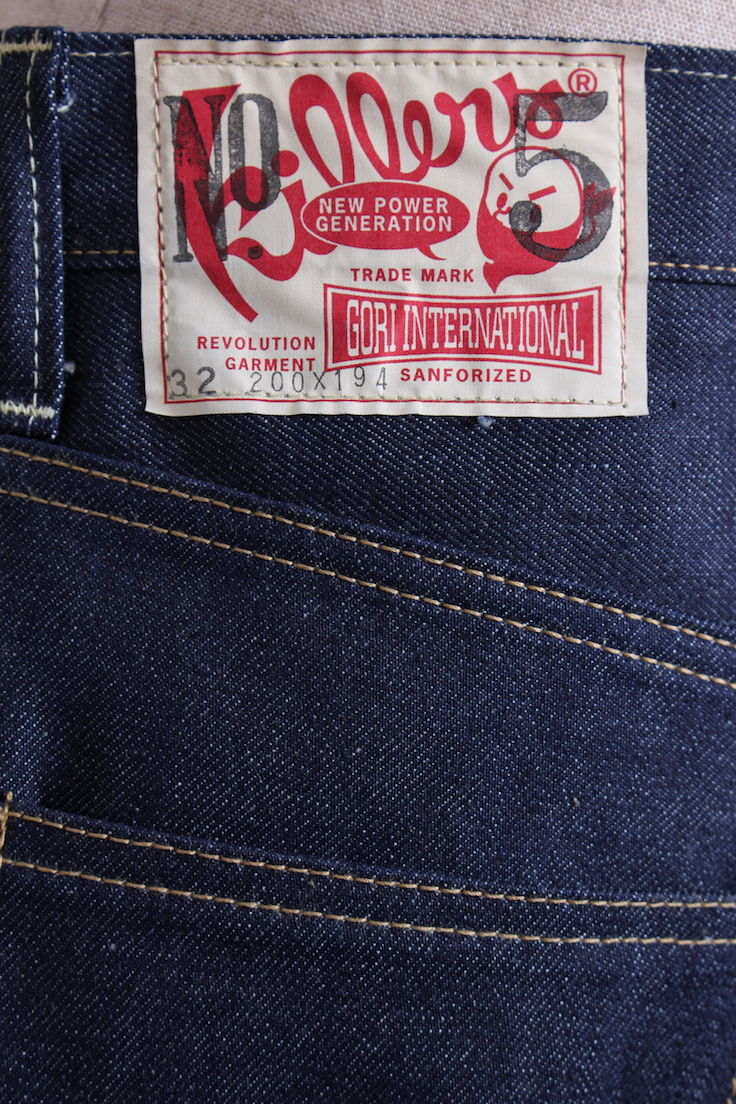 Killers®
No. 5
NEW POWER
GENERATION
TRADE MARK
GORI INTERNATIONAL
REVOLUTION
GARMENT
SANFORIZED
32 200X194